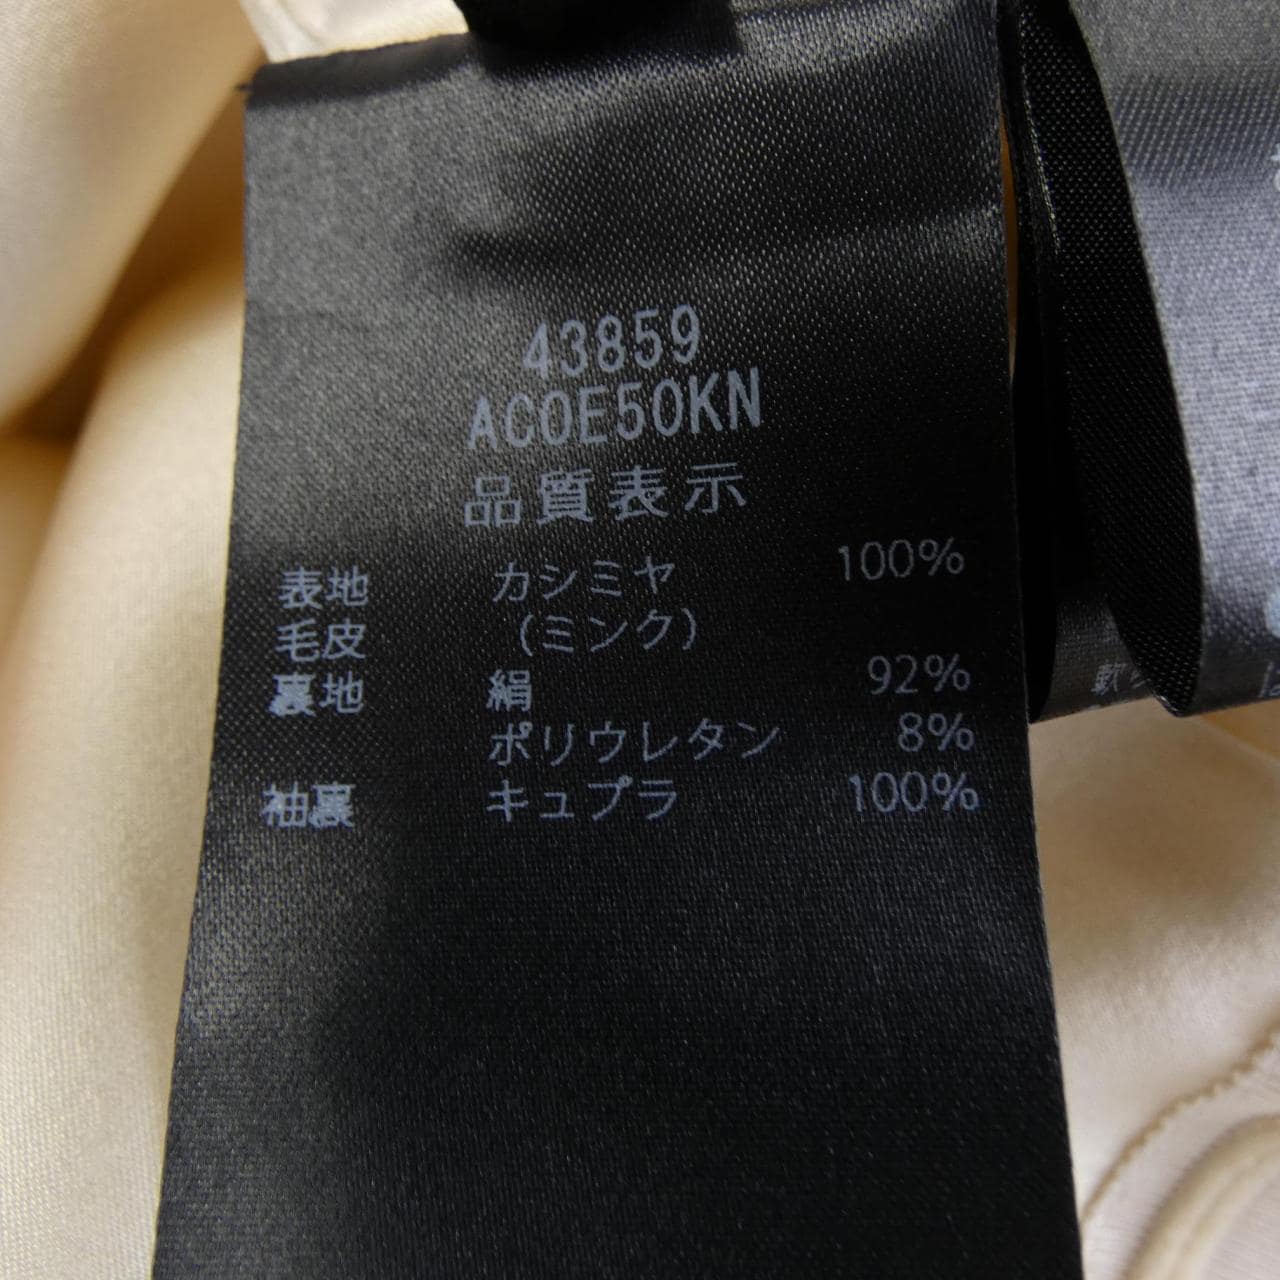 43859
ACOE50KN
品質表示
表地 カシミヤ 100%
毛皮 (ミンク)
裏地 絹 92%
ポリウレタン 8%
袖裏 キュプラ 100%